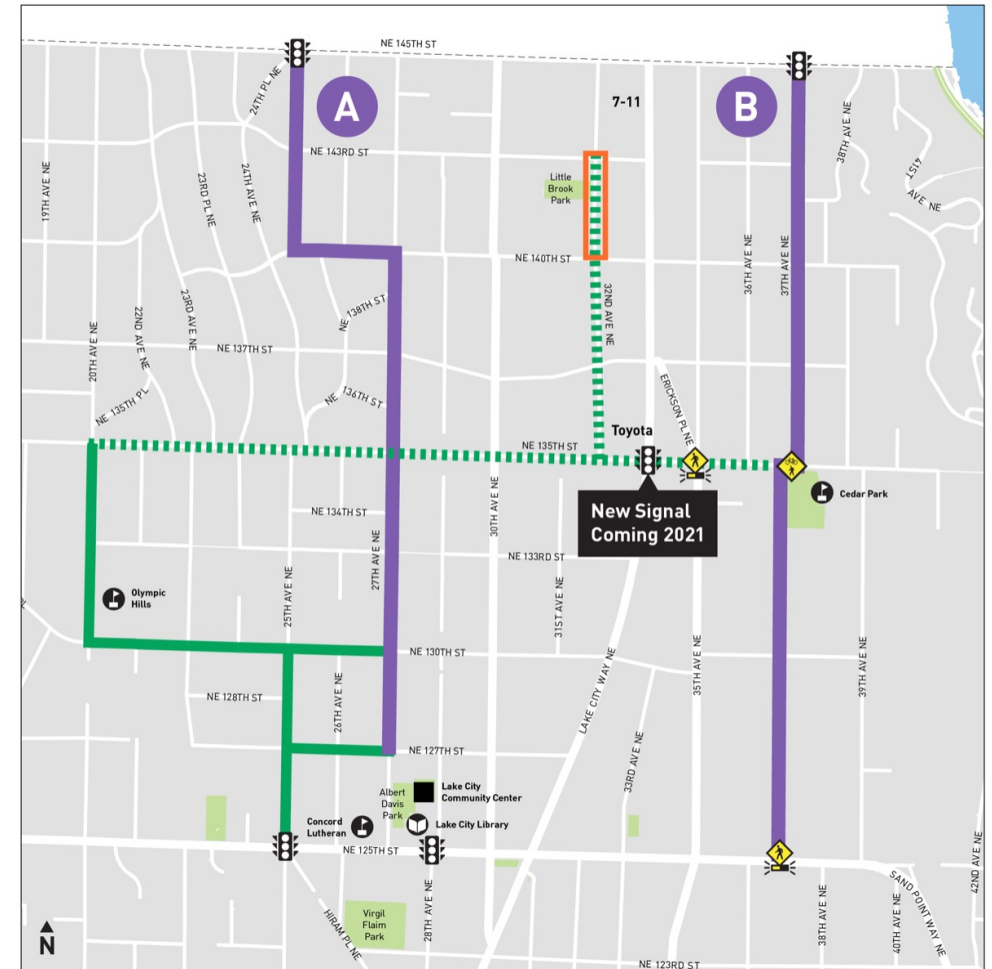 NE 145TH ST
24TH PL NE
A
7-11
B
38TH AVE NE
41ST
AVE NE
NE 143RD ST
19TH AVE NE
23RD PL NE
24TH AVE NE
Little
Brook
Park
NE 140TH ST
36TH AVE NE
37TH AVE NE
32ND AVE NE
NE 138TH ST
23RD AVE NE
22ND AVE NE
20TH AVE NE
NE 137TH ST
NE 136TH ST
ERICKSON PL NE
NE 135TH PL
Toyota
NE 135TH ST
Cedar Park
New Signal
Coming 2021
30TH AVE NE
NE 134TH ST
NE 133RD ST
27TH AVE NE
25TH AVE NE
31ST AVE NE
Olympic
Hills
NE 130TH ST
35TH AVE NE
39TH AVE NE
LAKE CITY WAY NE
26TH AVE NE
NE 128TH ST
NE 127TH ST
33RD AVE NE
Albert
Davis
Park
Lake City
Community Center
Concord
Lutheran
Lake City Library
NE 125TH ST
42ND AVE NE
SAND POINT WAY NE
HIRAM PL NE
Virgil
Flaim
Park
28TH AVE NE
38TH AVE NE
40TH AVE NE
N
NE 123RD ST